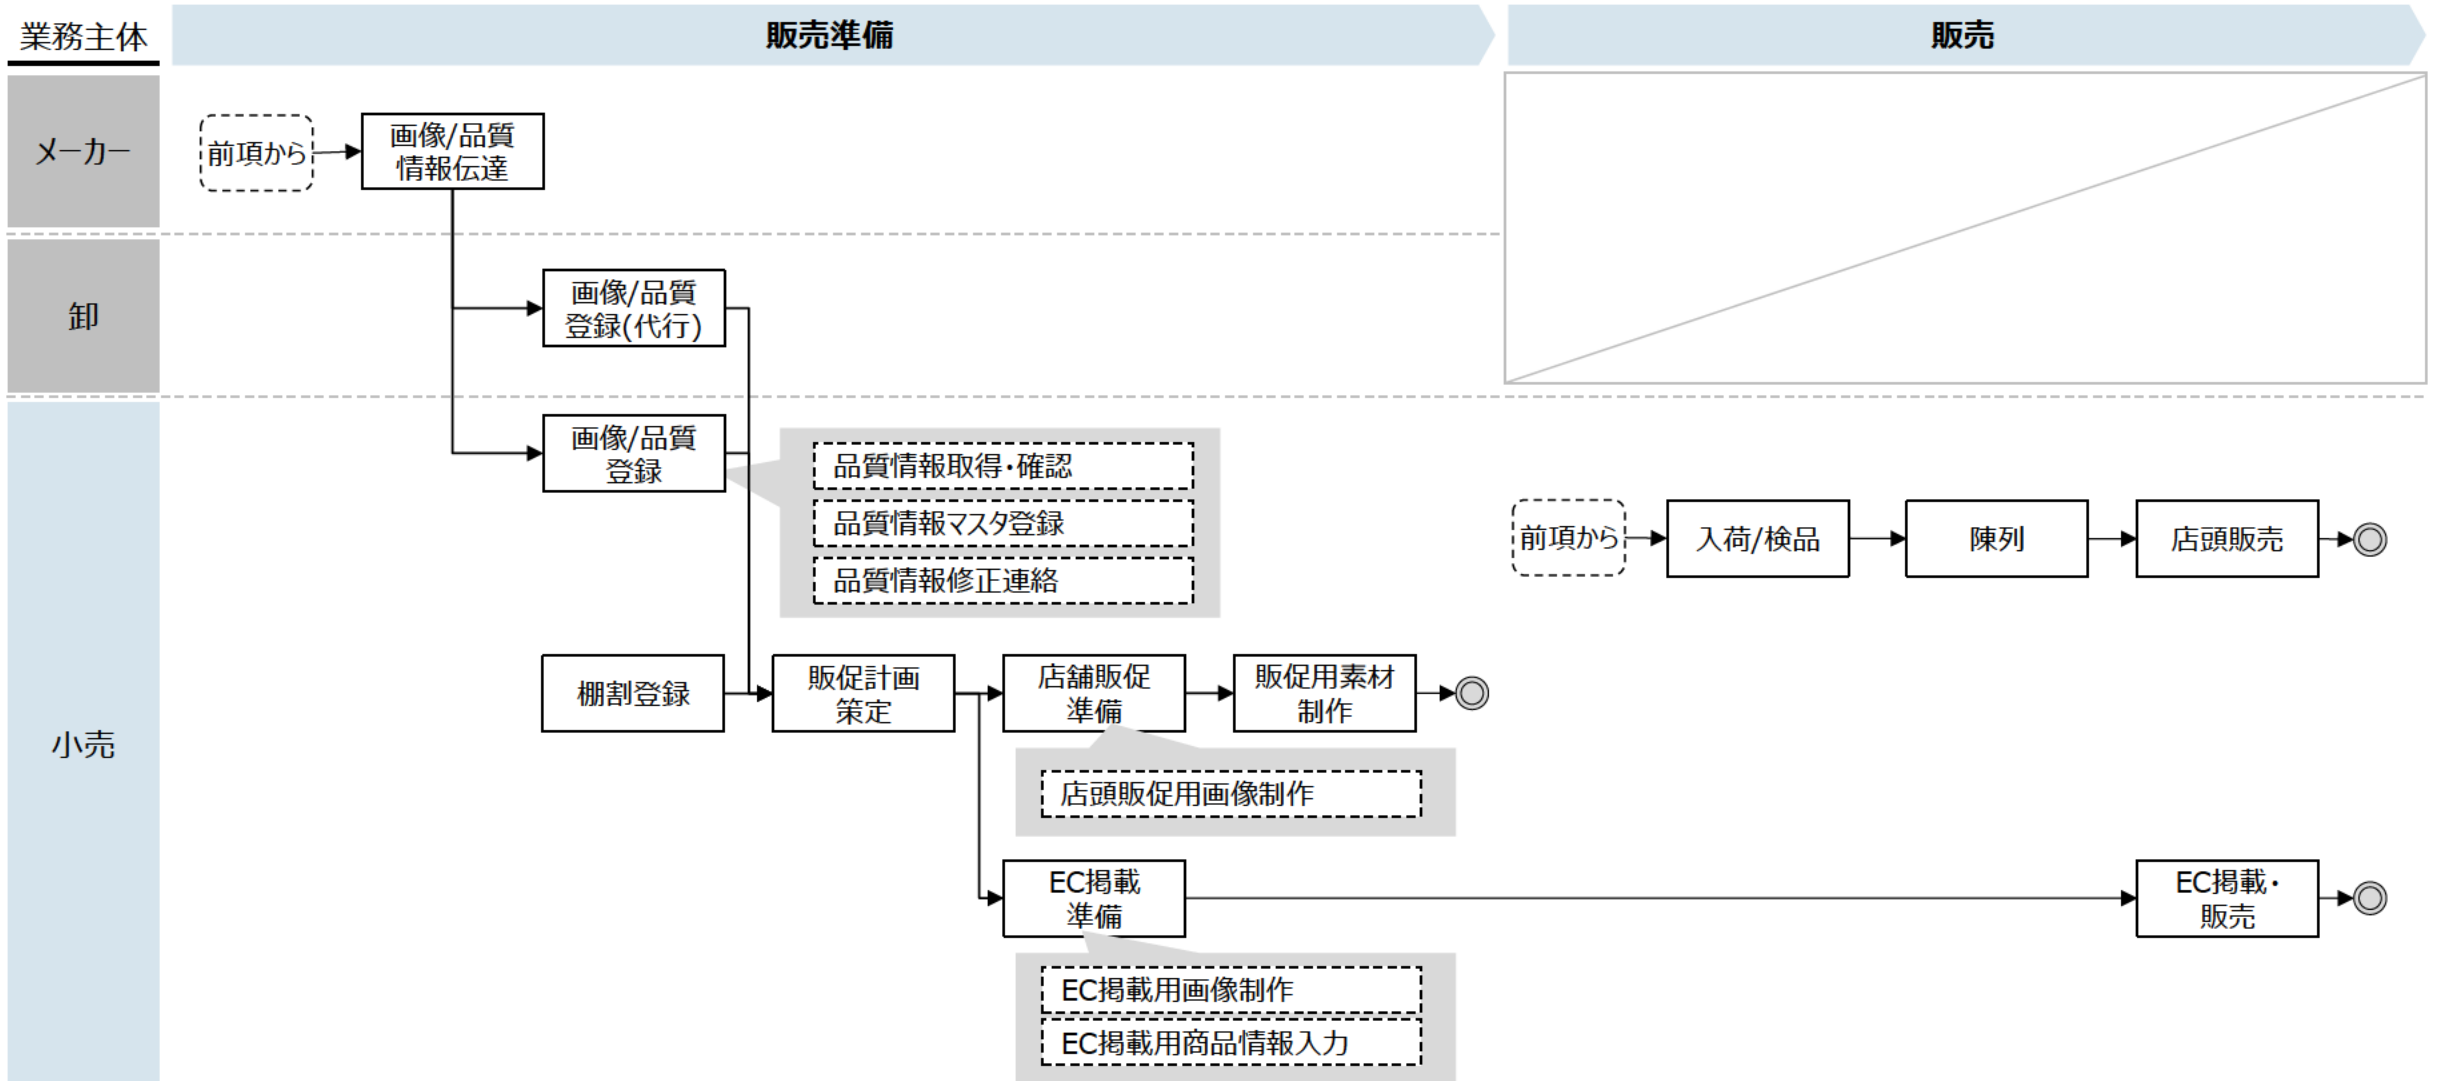 業務主体
販売準備
販売
メーカー
前項から
画像/品質
情報伝達
卸
画像/品質
登録(代行)
小売
画像/品質
登録
品質情報取得・確認
品質情報マスタ登録
品質情報修正連絡
前項から
入荷/検品
陳列
店頭販売
棚割登録
販促計画
策定
店舗販促
準備
販促用素材
制作
店頭販促用画像制作
EC掲載
準備
EC掲載・
販売
EC掲載用画像制作
EC掲載用商品情報入力